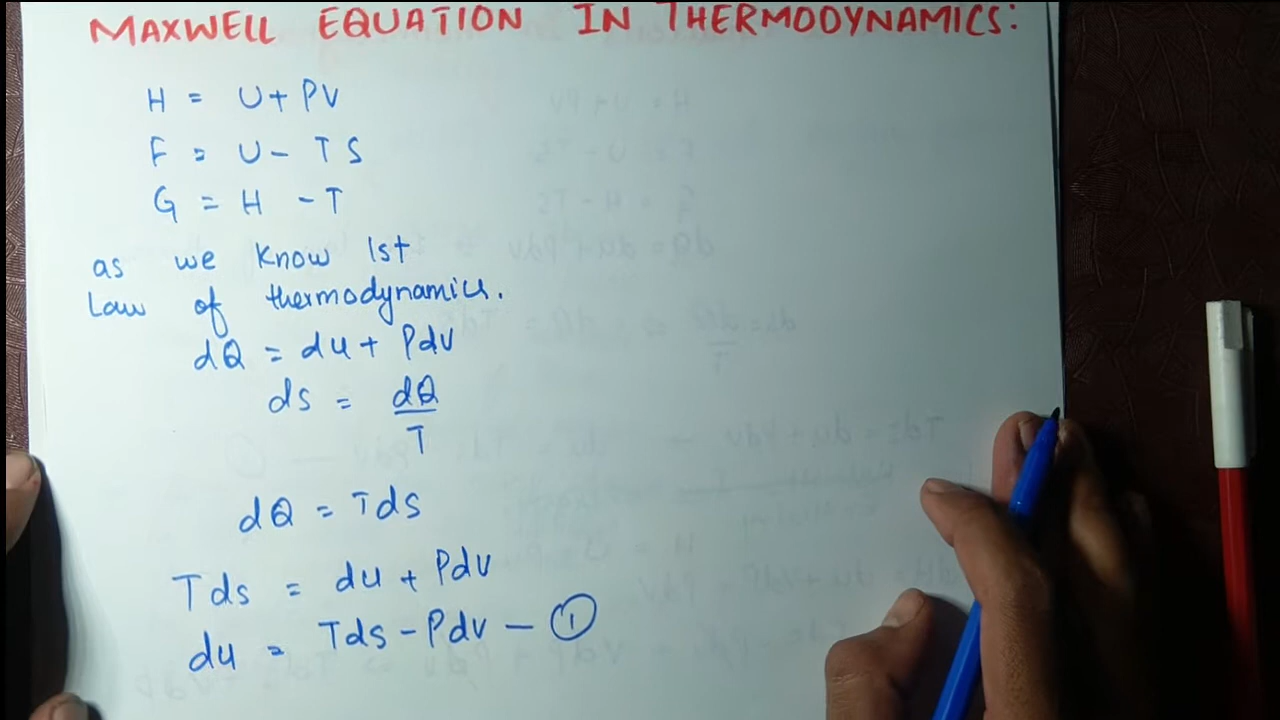 MAXWELL EQUATION IN THERMODYNAMICS:
H = U + PV
F = U - TS
G = H - T
as we know 1st
law of thermodynamics.
dQ = du + Pdv
ds = dQ/T
dQ = Tds
Tds = du + Pdv
du = Tds - Pdv - ①